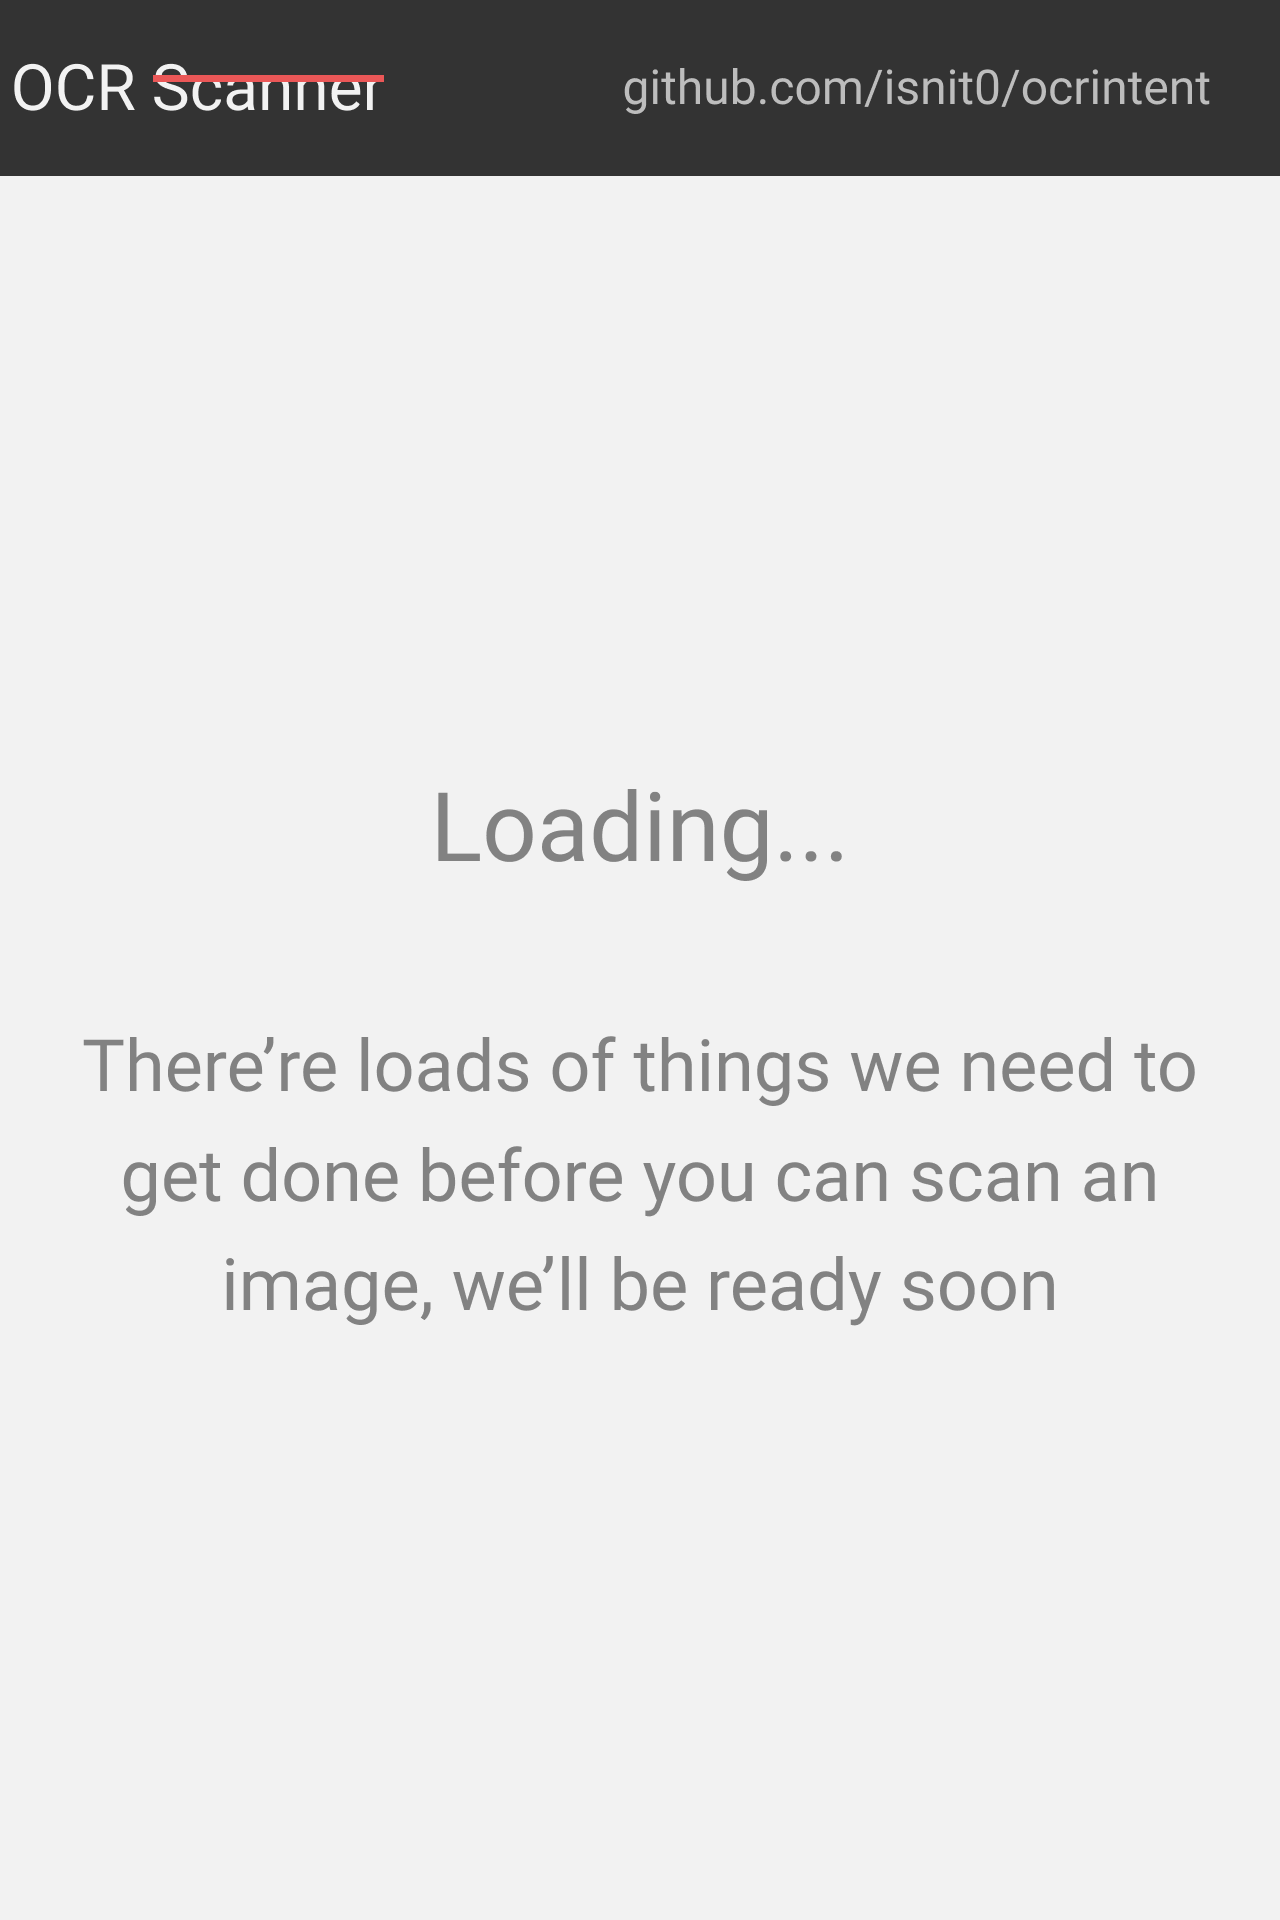 OCR Scanner
github.com/isnit0/ocrintent
Loading...
There’re loads of things we need to
get done before you can scan an
image, we’ll be ready soon